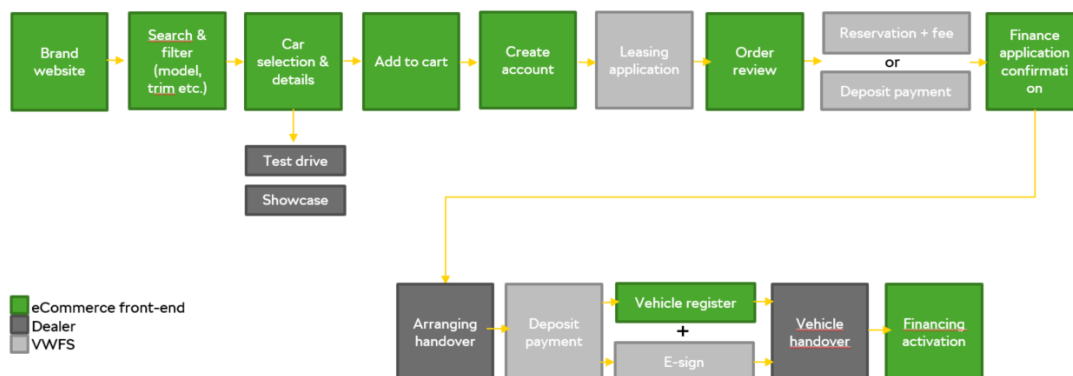 Brand
website
Search &
filter
(model,
trim etc.)
Car
selection &
details
Add to cart
Create
account
Leasing
application
Order
review
Reservation + fee
or
Deposit payment
Finance
application
confirmati
on
Test drive
Showcase
eCommerce front-end
Dealer
VWFS
Arranging
handover
Deposit
payment
Vehicle register
+
E-sign
Vehicle
handover
Financing
activation